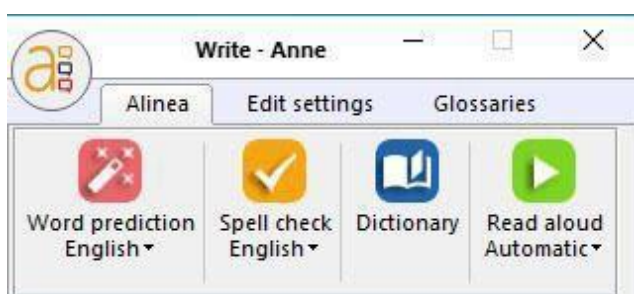 a
Write - Anne
Alinea Edit settings Glossaries
Word prediction Spell check Dictionary Read aloud
English English Automatic